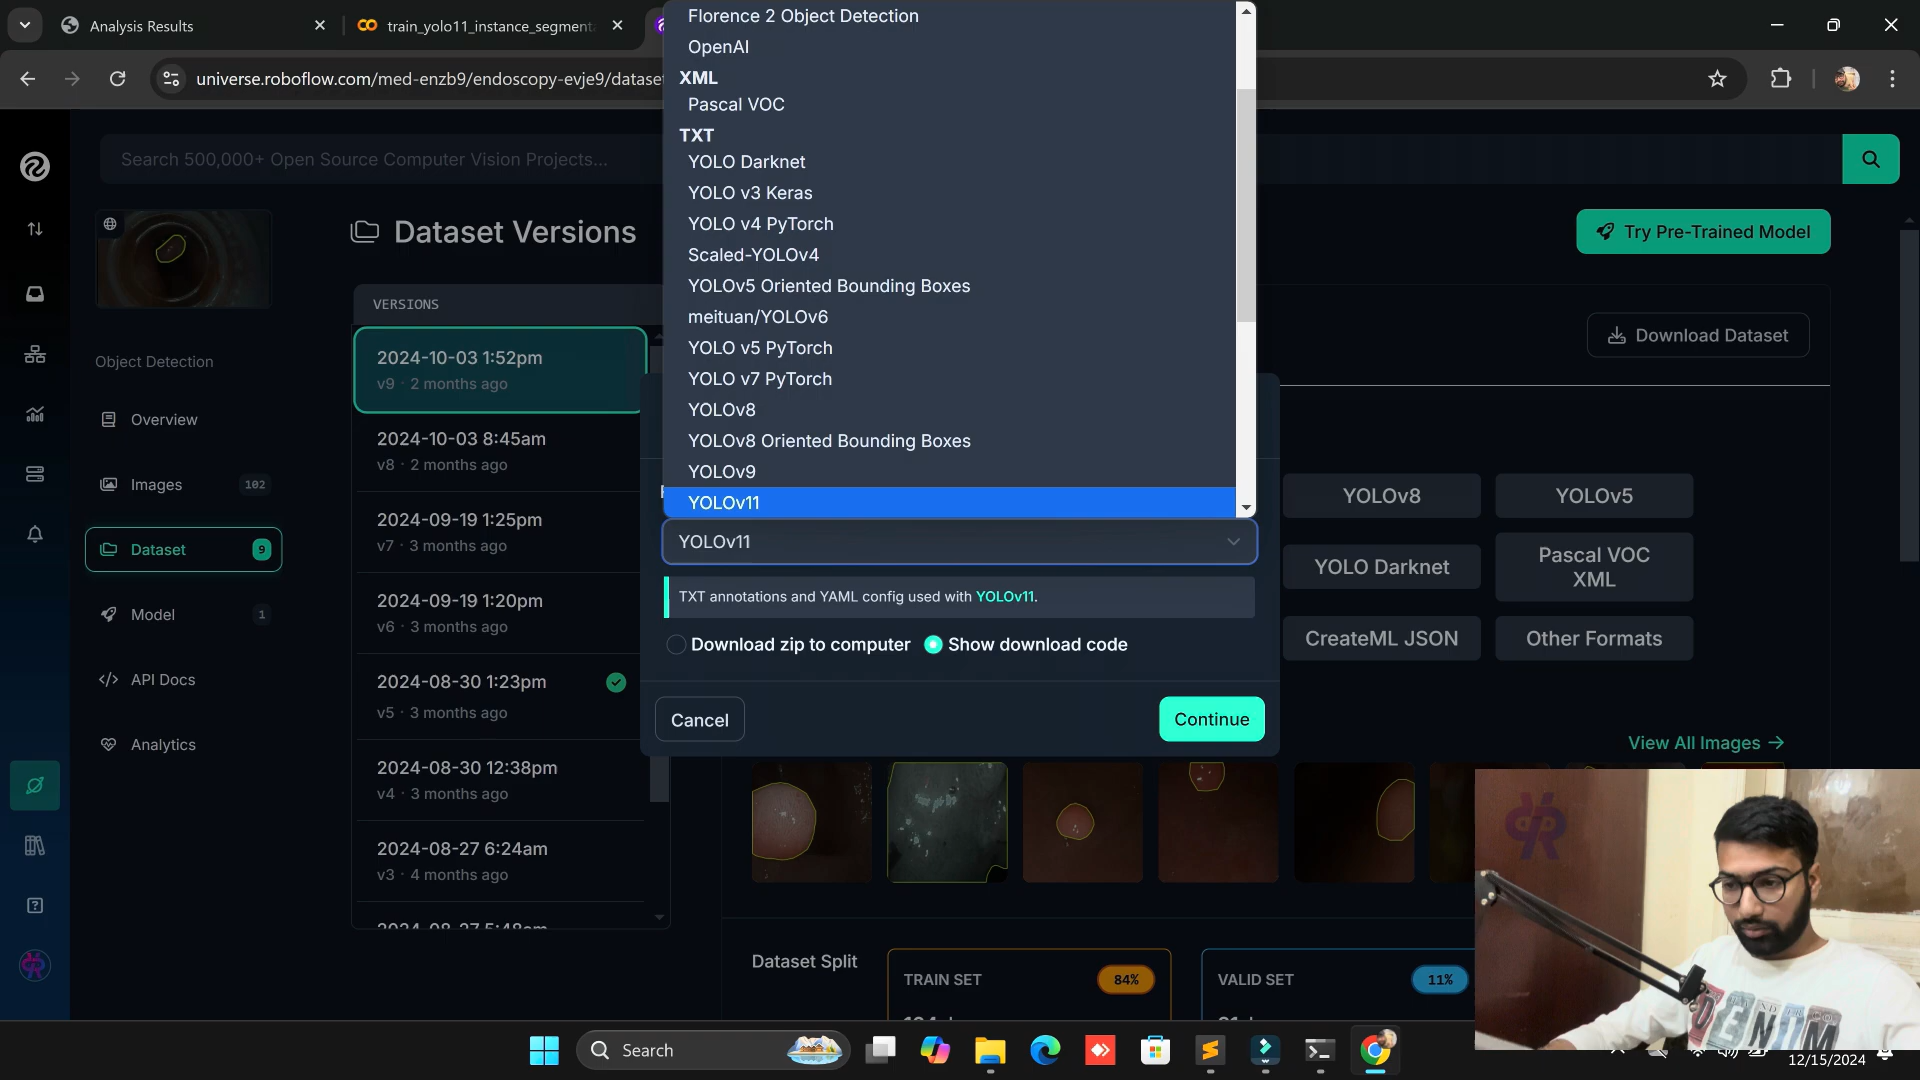 Analysis Results
train_yolo11_instance_segment
universe.roboflow.com/med-enzb9/endoscopy-evje9/datase
Search 500,000+ Open Source Computer Vision Projects...
Object Detection
Overview
Images 102
Dataset 9
Model 1
API Docs
Analytics
Dataset Versions
VERSIONS
2024-10-03 1:52pm
v9 · 2 months ago
2024-10-03 8:45am
v8 · 2 months ago
2024-09-19 1:25pm
v7 · 3 months ago
2024-09-19 1:20pm
v6 · 3 months ago
2024-08-30 1:23pm
v5 · 3 months ago
2024-08-30 12:38pm
v4 · 3 months ago
2024-08-27 6:24am
v3 · 4 months ago
2024-08-27 5:48am
Florence 2 Object Detection
OpenAI
XML
Pascal VOC
TXT
YOLO Darknet
YOLO v3 Keras
YOLO v4 PyTorch
Scaled-YOLOv4
YOLOv5 Oriented Bounding Boxes
meituan/YOLOv6
YOLO v5 PyTorch
YOLO v7 PyTorch
YOLOv8
YOLOv8 Oriented Bounding Boxes
YOLOv9
YOLOv11
YOLOv11
TXT annotations and YAML config used with YOLOv11.
Download zip to computer Show download code
Cancel Continue
Try Pre-Trained Model
Download Dataset
YOLOv8 YOLOv5
YOLO Darknet Pascal VOC
XML
CreateML JSON Other Formats
View All Images →
Dataset Split
TRAIN SET 84%
VALID SET 11%
DENIM
Search
12/15/2024